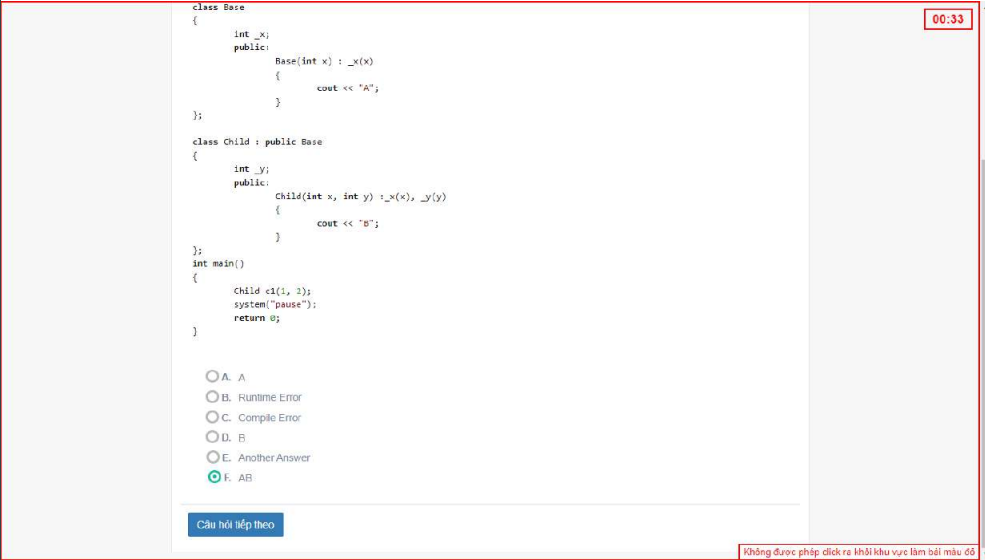 class Base
00:33
{
int _x;
public:
Base(int x) : _x(x)
{
cout << "A";
}
};
class Child : public Base
{
int _y;
public:
Child(int x, int y) :_x(x), _y(y)
{
cout << "B";
}
};
int main()
{
Child c1(1, 2);
system("pause");
return 0;
}
A. A
B. Runtime Error
C. Compile Error
D. B
E. Another Answer
F. AB
Câu hỏi tiếp theo
Không được phép click ra khỏi khu vực làm bài màu đỏ